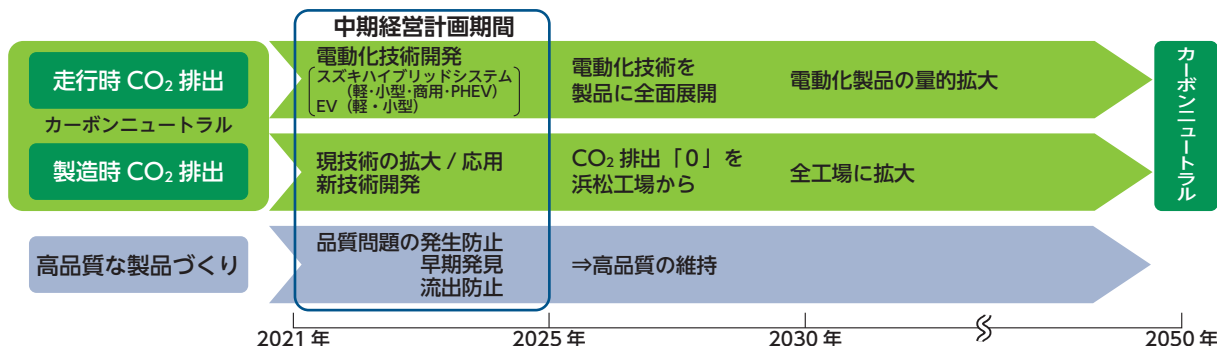 中期経営計画期間
走行時 CO₂ 排出
カーボンニュートラル
製造時 CO₂ 排出
電動化技術開発
スズキハイブリッドシステム
(軽・小型・商用・PHEV)
EV(軽・小型)
電動化技術を
製品に全面展開
電動化製品の量的拡大
現技術の拡大 / 応用
新技術開発
CO₂ 排出「0」を
浜松工場から
全工場に拡大
カーボンニュートラル
高品質な製品づくり
品質問題の発生防止
早期発見
流出防止
⇒高品質の維持
2021 年
2025 年
2030 年
2050 年